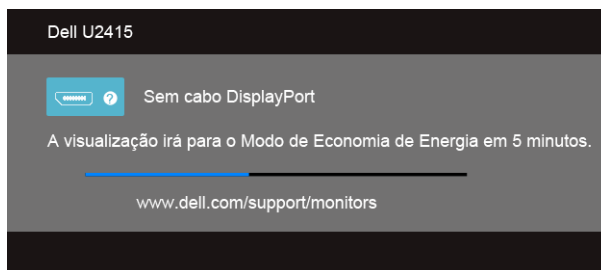 Dell U2415
? Sem cabo DisplayPort
A visualização irá para o Modo de Economia de Energia em 5 minutos.
www.dell.com/support/monitors